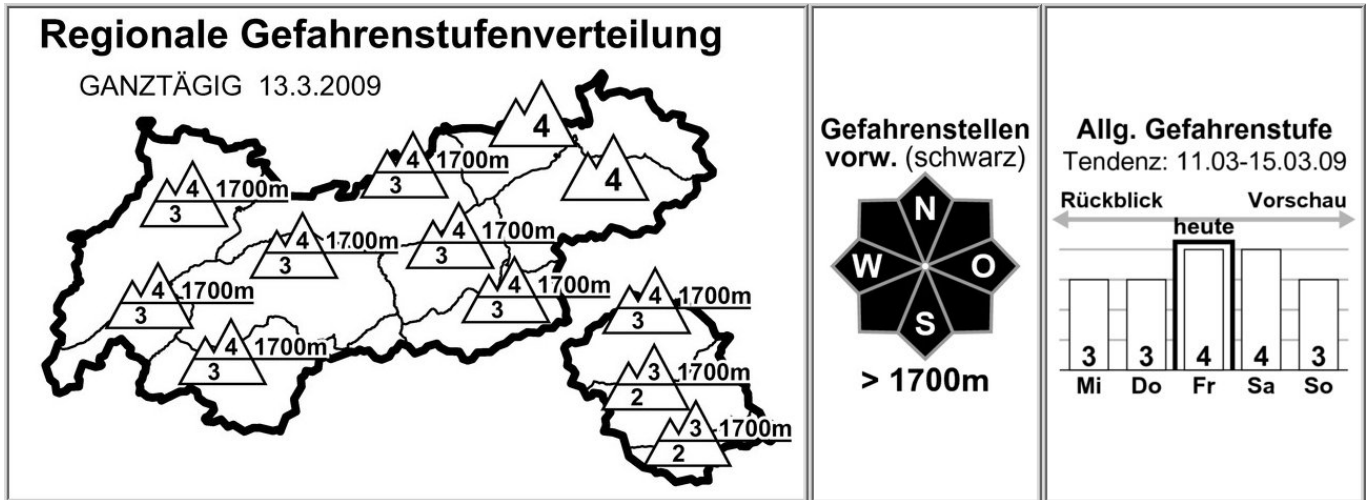 Regionale Gefahrenstufenverteilung
GANZTÄGIG 13.3.2009
4
4
4 1700m
3
4 1700m
3
4 1700m
3
4 1700m
3
4 1700m
3
4 1700m
3
4 1700m
3
4 1700m
3
3 1700m
2
4 1700m
3
3 1700m
2
Gefahrenstellen
vorw. (schwarz)
N
W O
S
> 1700m
Allg. Gefahrenstufe
Tendenz: 11.03-15.03.09
Rückblick Vorschau
heute
3 3 4 4 3
Mi Do Fr Sa So